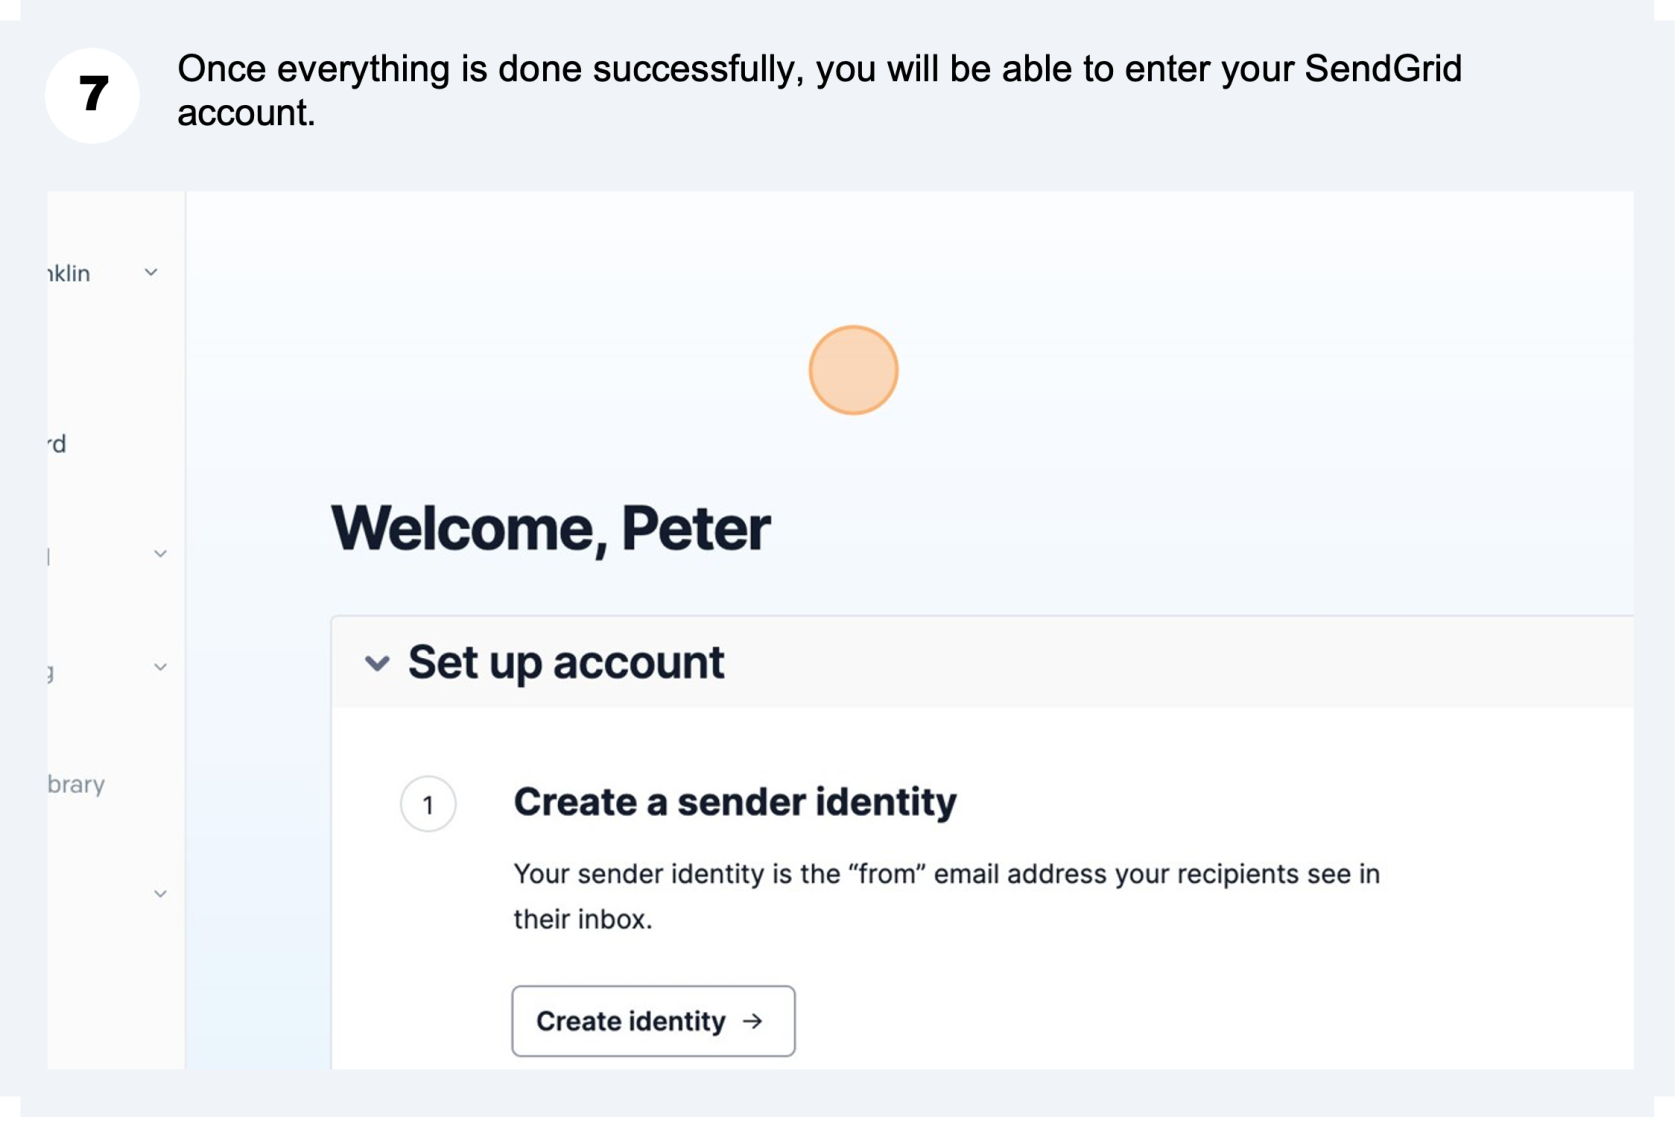 7
Once everything is done successfully, you will be able to enter your SendGrid
account.
nklin
rd
g
brary
Welcome, Peter
Set up account
1
Create a sender identity
Your sender identity is the “from” email address your recipients see in
their inbox.
Create identity →